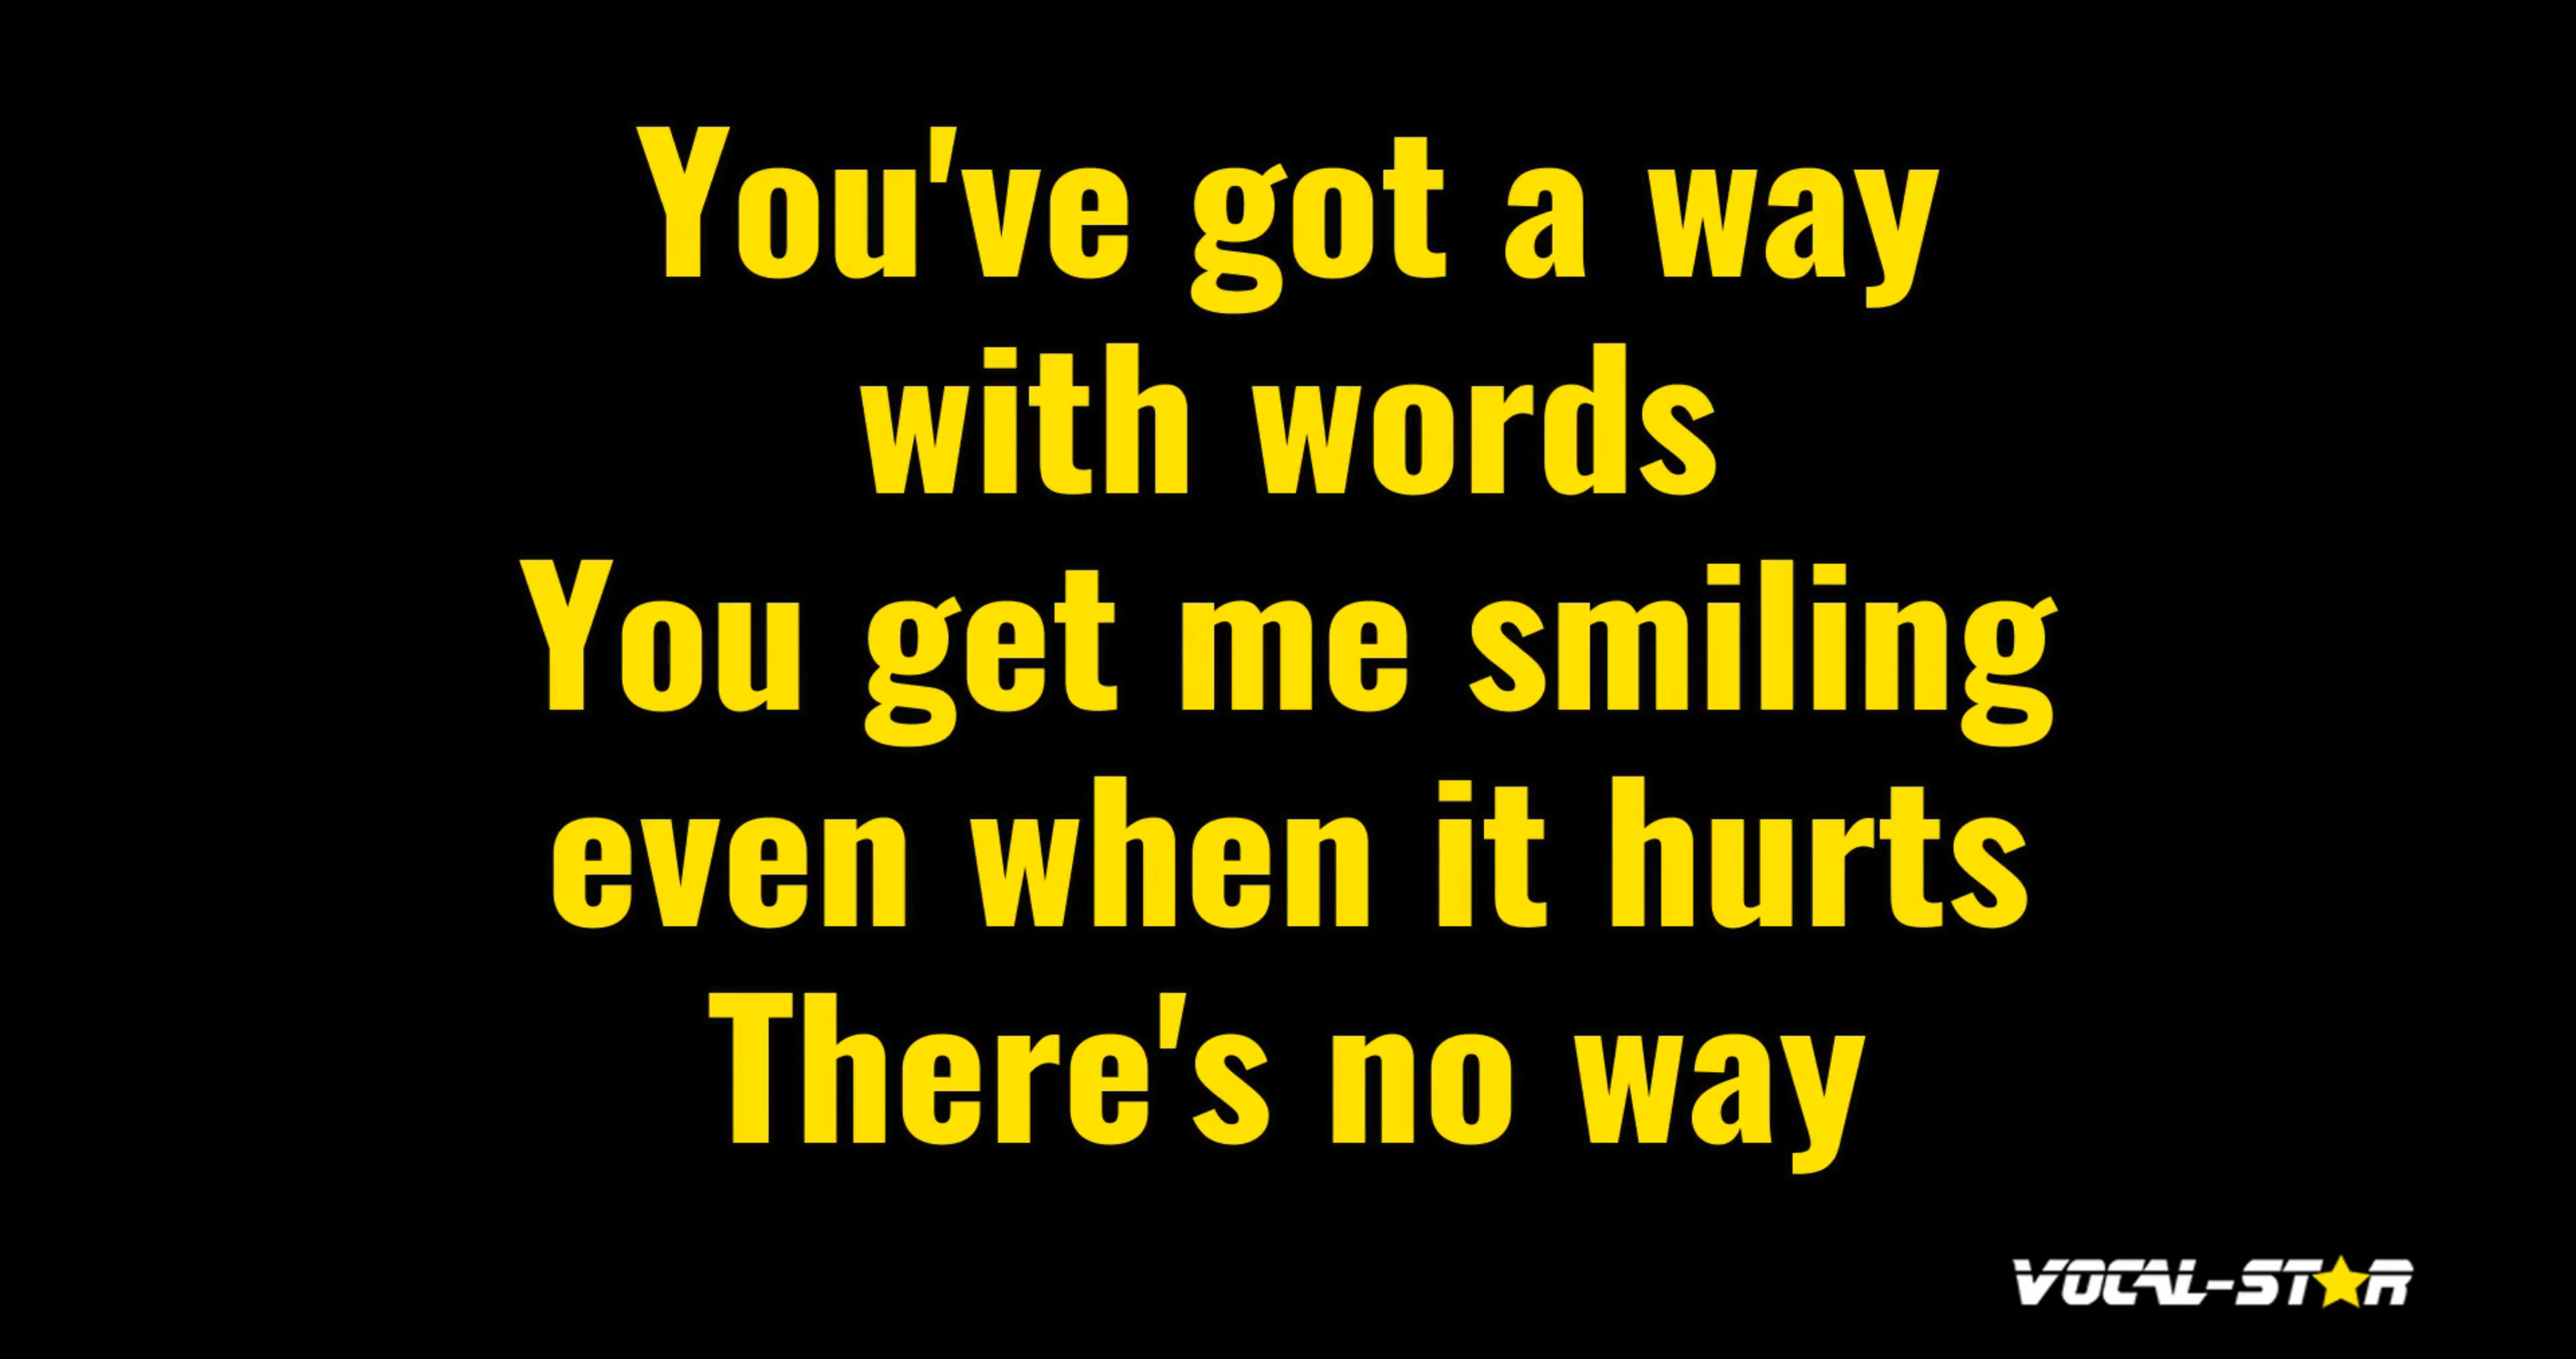 You've got a way
with words
You get me smiling
even when it hurts
There's no way
VOCAL-STAR